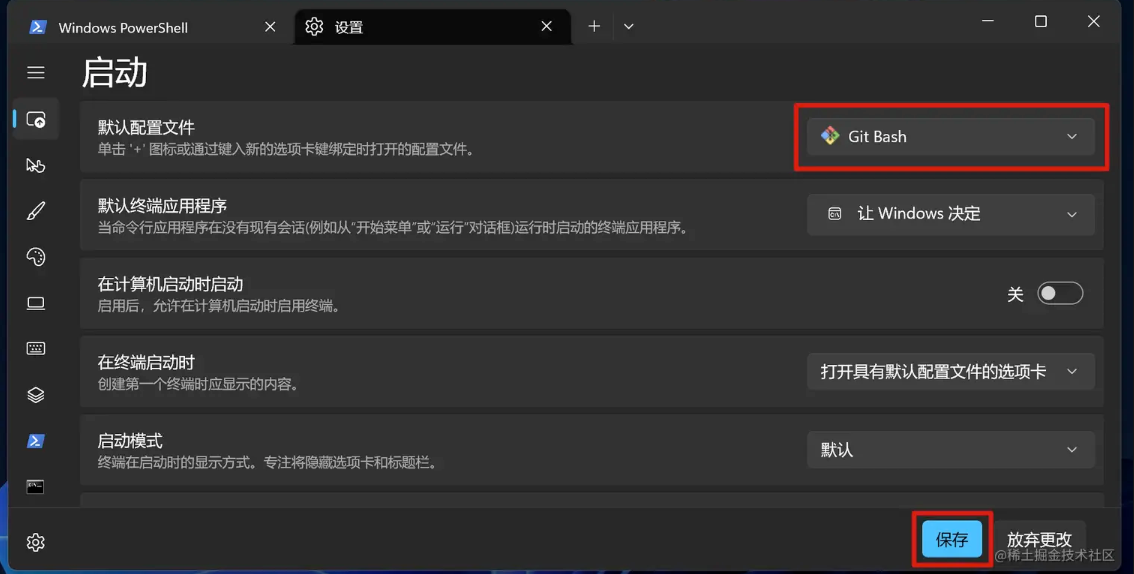 Windows PowerShell
设置
启动
默认配置文件
单击 '+' 图标或通过键入新的选项卡键绑定时打开的配置文件。
Git Bash
默认终端应用程序
当命令行应用程序在没有现有会话(例如从"开始菜单"或"运行"对话框)运行时启动的终端应用程序。
让 Windows 决定
在计算机启动时启动
启用后，允许在计算机启动时启用终端。
关
在终端启动时
创建第一个终端时应显示的内容。
打开具有默认配置文件的选项卡
启动模式
终端在启动时的显示方式。专注将隐藏选项卡和标题栏。
默认
保存
放弃更改
@稀土掘金技术社区